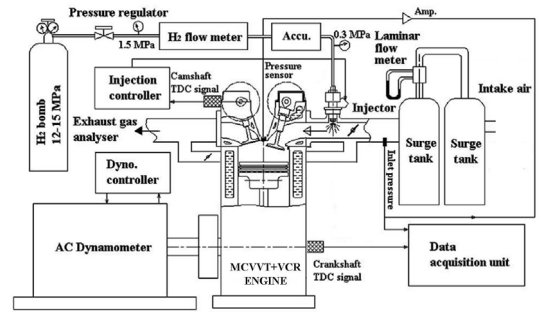 Pressure regulator
1.5 MPa
H2 flow meter
Accu.
0.3 MPa
Amp.
Laminar
flow
meter
Intake air
H2 bomb
12-15 MPa
Injection
controller
Camshaft
TDC signal
Pressure
sensor
Injector
Exhaust gas
analyser
Surge
tank
Surge
tank
Inlet pressure
Dyno.
controller
AC Dynamometer
MCVVT+VCR
ENGINE
Crankshaft
TDC signal
Data
acquisition unit